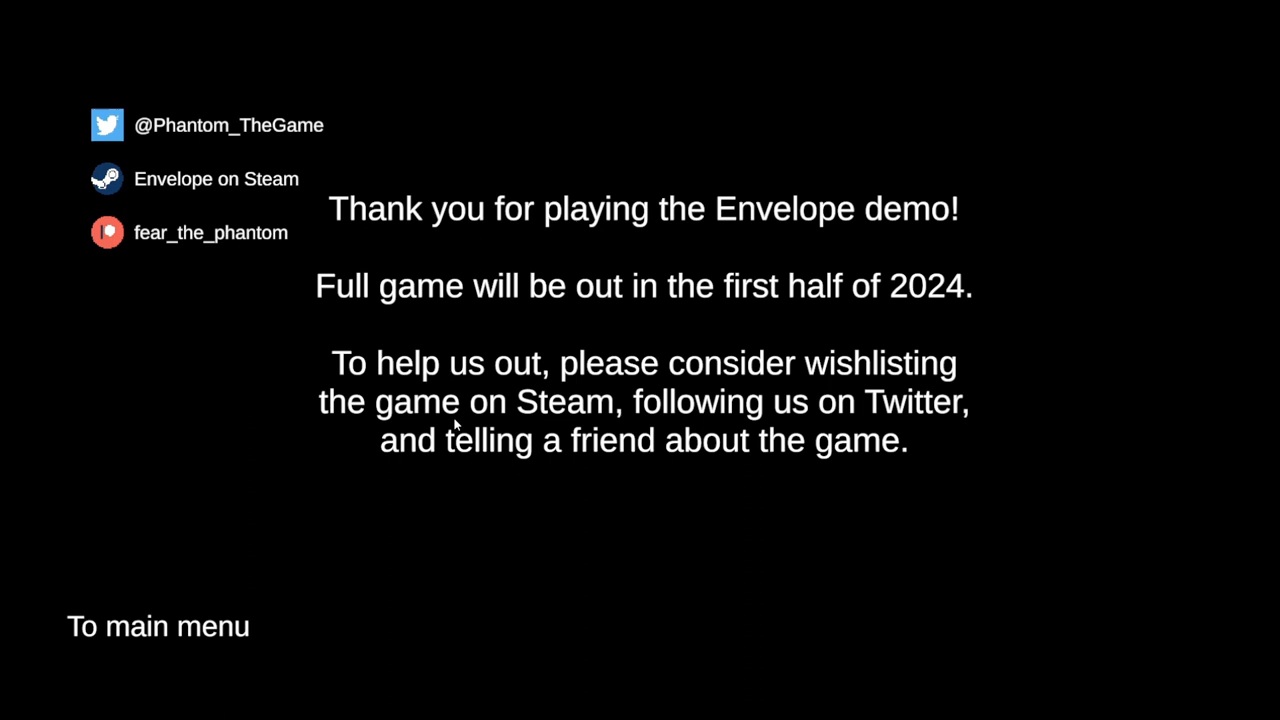 @Phantom_TheGame
Envelope on Steam
fear_the_phantom
Thank you for playing the Envelope demo!
Full game will be out in the first half of 2024.
To help us out, please consider wishlisting
the game on Steam, following us on Twitter,
and telling a friend about the game.
To main menu